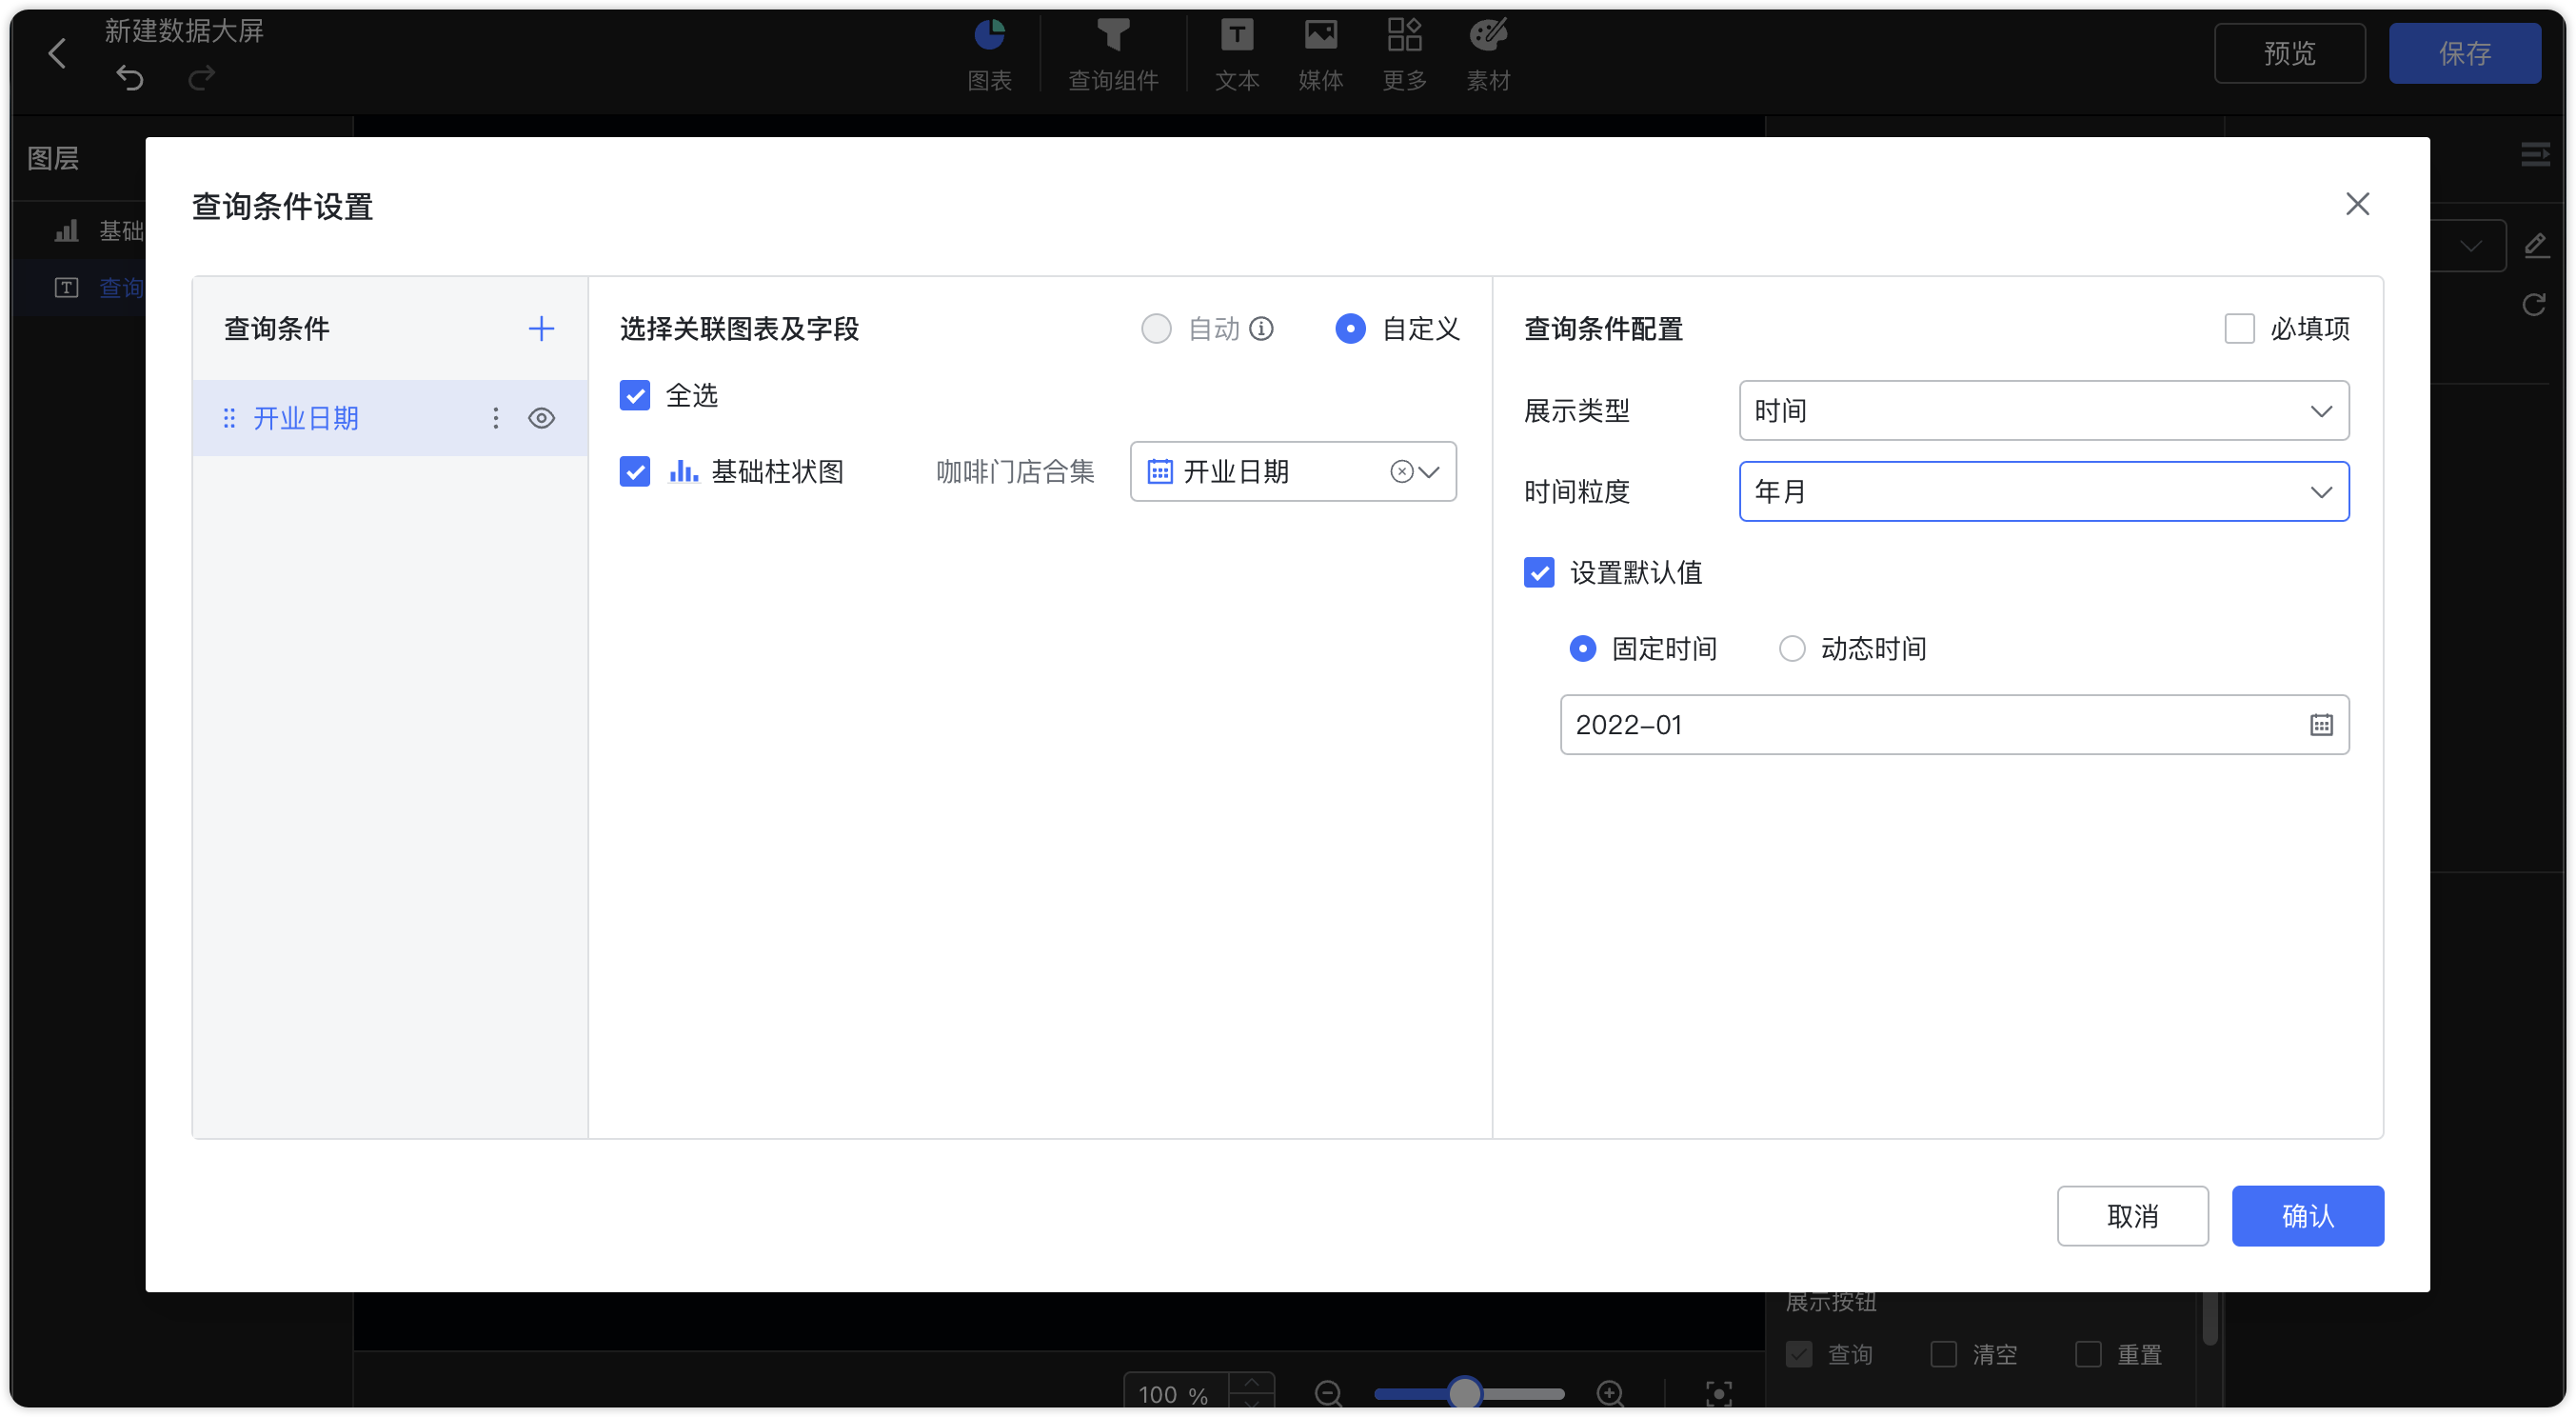 新建数据大屏
图表
查询组件
文本
媒体
更多
素材
预览
保存
图层
基础
查询
查询条件设置
查询条件
开业日期
选择关联图表及字段
自动
自定义
全选
基础柱状图
咖啡门店合集
开业日期
查询条件配置
必填项
展示类型
时间
时间粒度
年月
设置默认值
固定时间
动态时间
2022-01
取消
确认
展示按钮
查询
清空
重置
100 %